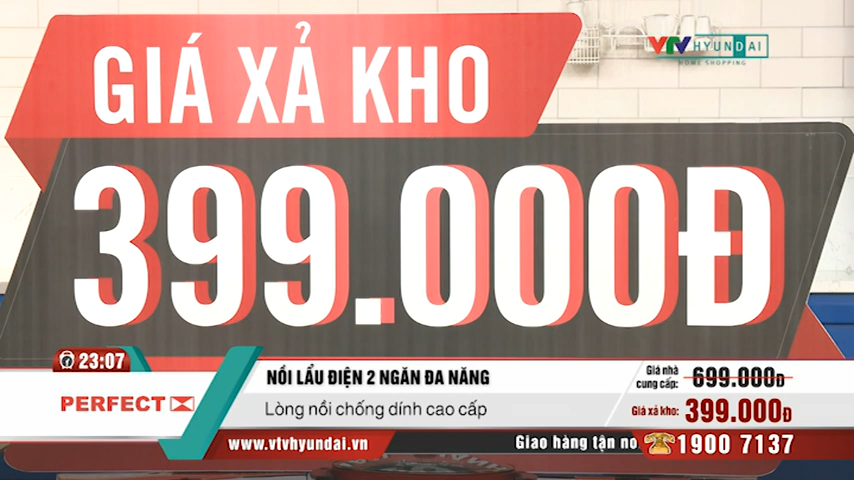 GIÁ XẢ KHO
VTV HYUNDAI
HOME SHOPPING
399.000Đ
23:07
PERFECT
NỒI LẨU ĐIỆN 2 NGĂN ĐA NĂNG
Lòng nồi chống dính cao cấp
Giá nhà
cung cấp: 699.000Đ
Giá xả kho: 399.000Đ
www.vtvhyundai.vn
Giao hàng tận no
1900 7137